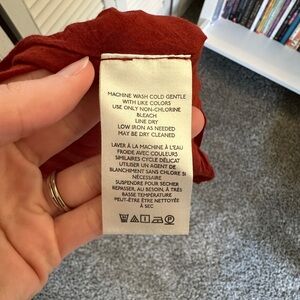 MACHINE WASH COLD GENTLE
WITH LIKE COLORS
USE ONLY NON-CHLORINE
BLEACH
LINE DRY
LOW IRON AS NEEDED
MAY BE DRY CLEANED
LAVER À LA MACHINE À L'EAU
FROIDE AVEC COULEURS
SIMILAIRES CYCLE DÉLICAT
UTILISER UN AGENT DE
BLANCHIMENT SANS CHLORE SI
NÉCESSAIRE
SUSPENDRE POUR SÉCHER
REPASSER, AU BESOIN, À TRÈS
BASSE TEMPÉRATURE
PEUT-ÊTRE ÊTRE NETTOYÉE
À SEC